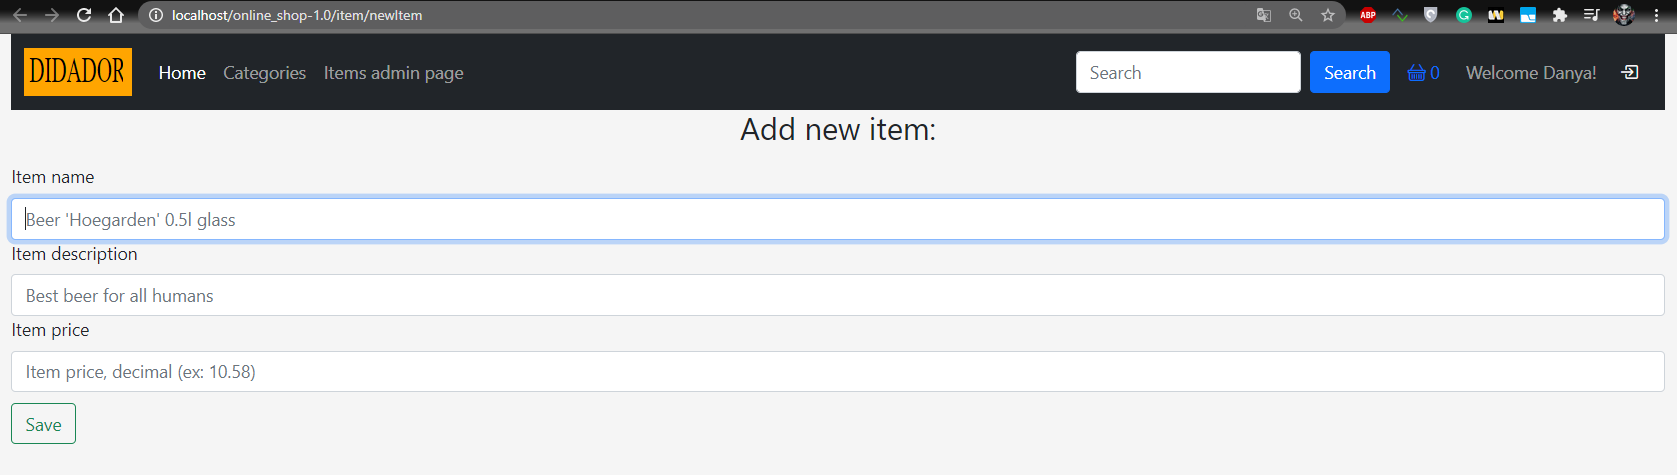 localhost/online_shop-1.0/item/newItem
ABP
DIDADOR Home Categories Items admin page Search Search 0 Welcome Danya!
Add new item:
Item name
Beer 'Hoegarden' 0.5l glass
Item description
Best beer for all humans
Item price
Item price, decimal (ex: 10.58)
Save